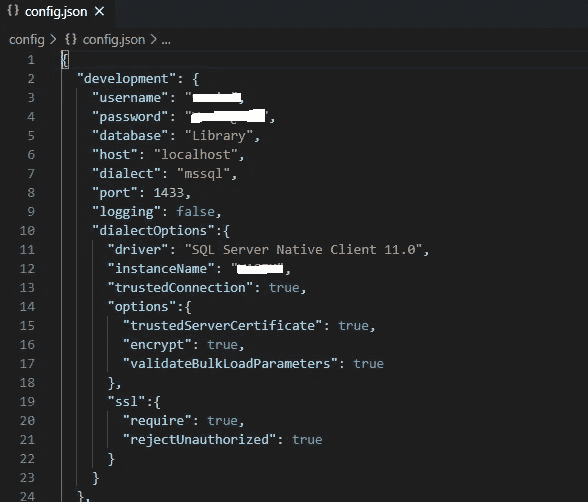 {} config.json ×
config > {} config.json > ...
1 {
2 "development": {
3 "username": " ,
4 "password": " ",
5 "database": "Library",
6 "host": "localhost",
7 "dialect": "mssql",
8 "port": 1433,
9 "logging": false,
10 "dialectOptions":{
11 "driver": "SQL Server Native Client 11.0",
12 "instanceName": " ",
13 "trustedConnection": true,
14 "options":{
15 "trustedServerCertificate": true,
16 "encrypt": true,
17 "validateBulkLoadParameters": true
18 },
19 "ssl":{
20 "require": true,
21 "rejectUnauthorized": true
22 }
23 }
24 },